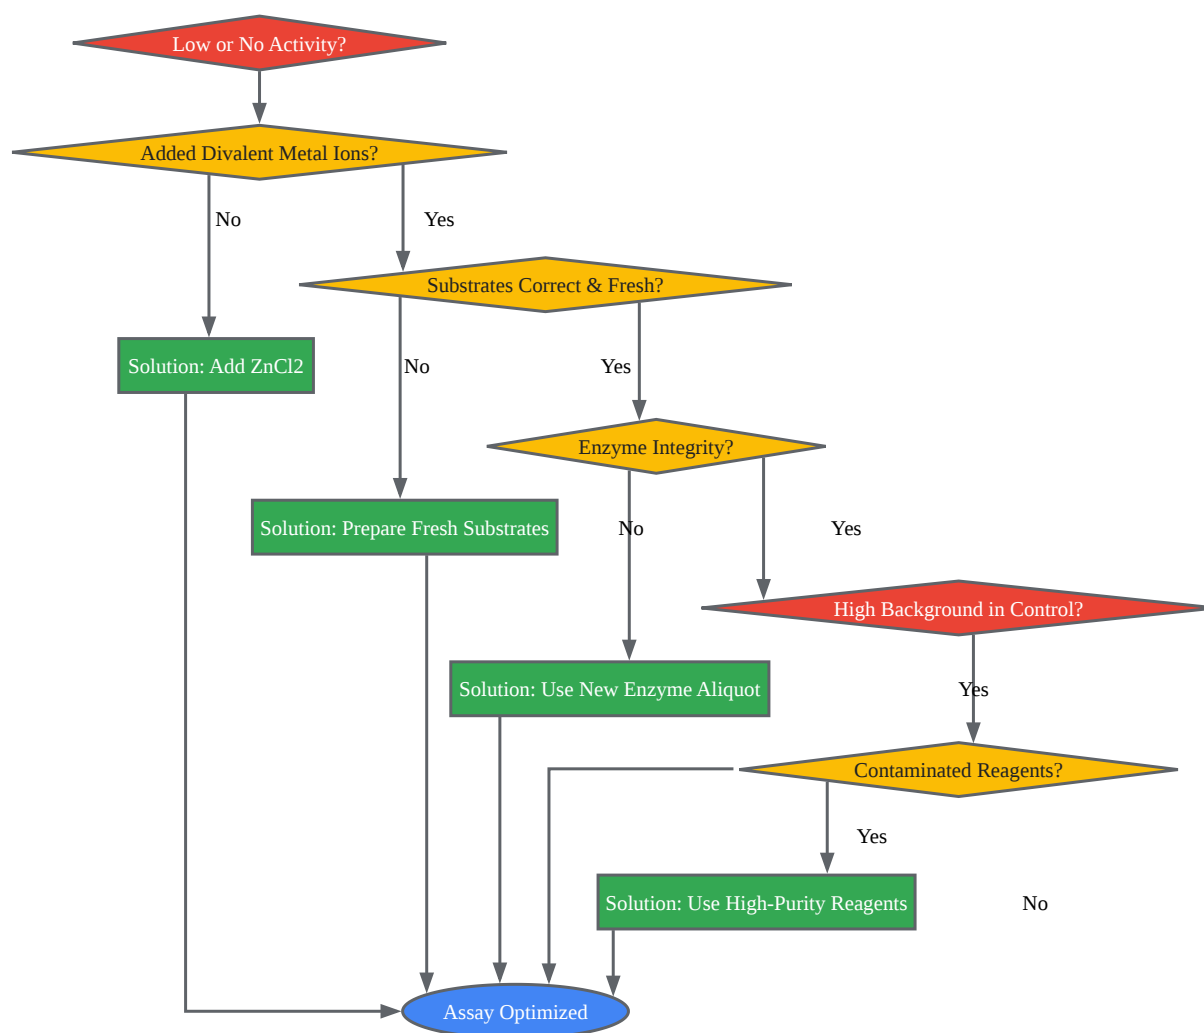 Low or No Activity?
Added Divalent Metal Ions?
No
Yes
Substrates Correct & Fresh?
Solution: Add ZnCl2
No
Yes
Enzyme Integrity?
Solution: Prepare Fresh Substrates
No
Yes
High Background in Control?
Solution: Use New Enzyme Aliquot
Yes
Contaminated Reagents?
Yes
Solution: Use High-Purity Reagents
No
Assay Optimized